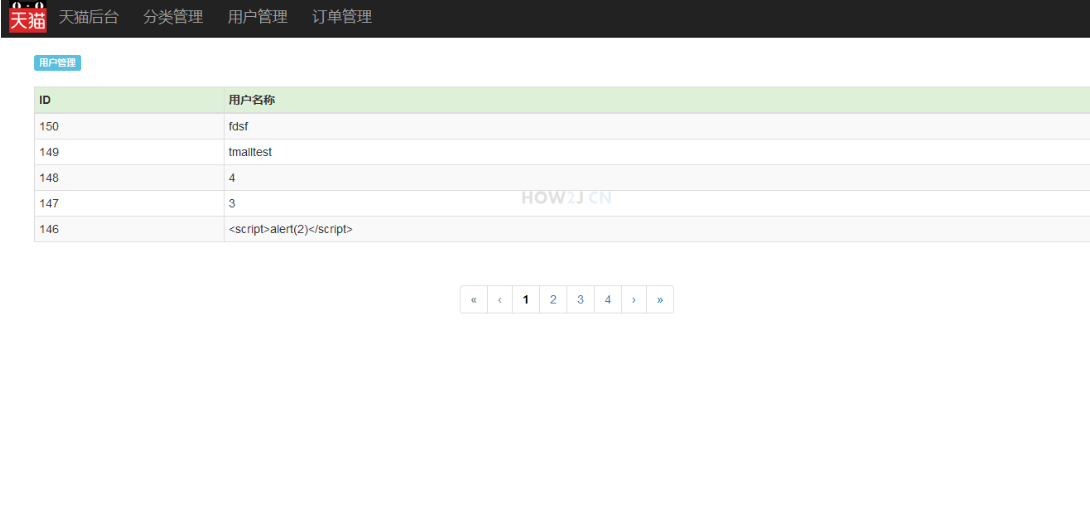 天猫 天猫后台 分类管理 用户管理 订单管理
用户管理
ID 用户名称
150 fdsf
149 tmalltest
148 4
147 3
HOW2J.CN
146 <script>alert(2)</script>
« ‹ 1 2 3 4 › »